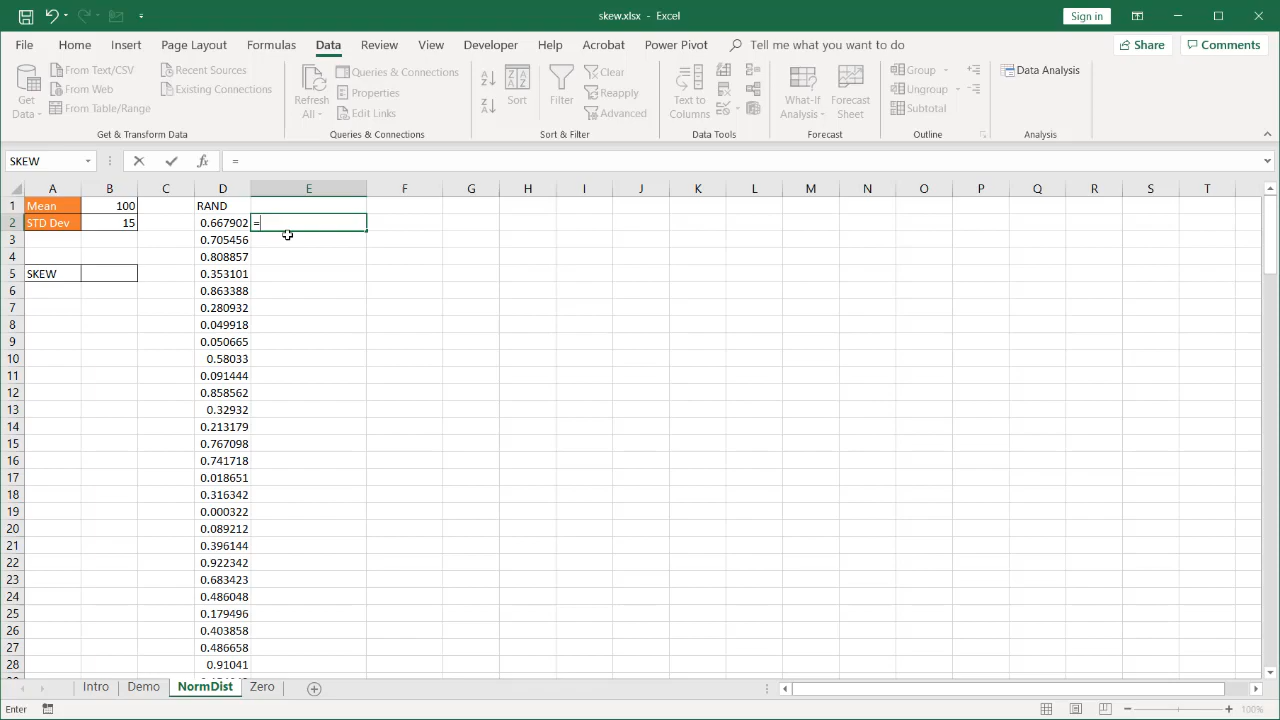 skew.xlsx - Excel
Sign in
File Home Insert Page Layout Formulas Data Review View Developer Help Acrobat Power Pivot Tell me what you want to do Share Comments
Get Data
From Text/CSV
From Web
From Table/Range
Recent Sources
Existing Connections
Get & Transform Data
Refresh All
Queries & Connections
Properties
Edit Links
Queries & Connections
Sort
Filter
Clear
Reapply
Advanced
Sort & Filter
Text to Columns
Data Tools
What-If Analysis
Forecast Sheet
Forecast
Group
Ungroup
Subtotal
Outline
Data Analysis
Analysis
SKEW =
A B C D E F G H I J K L M N O P Q R S T
1 Mean 100 RAND
2 STD Dev 15 0.667902 =
3 0.705456
4 0.808857
5 SKEW 0.353101
6 0.863388
7 0.280932
8 0.049918
9 0.050665
10 0.58033
11 0.091444
12 0.858562
13 0.32932
14 0.213179
15 0.767098
16 0.741718
17 0.018651
18 0.316342
19 0.000322
20 0.089212
21 0.396144
22 0.922342
23 0.683423
24 0.486048
25 0.179496
26 0.403858
27 0.486658
28 0.91041
Intro Demo NormDist Zero
Enter
100%